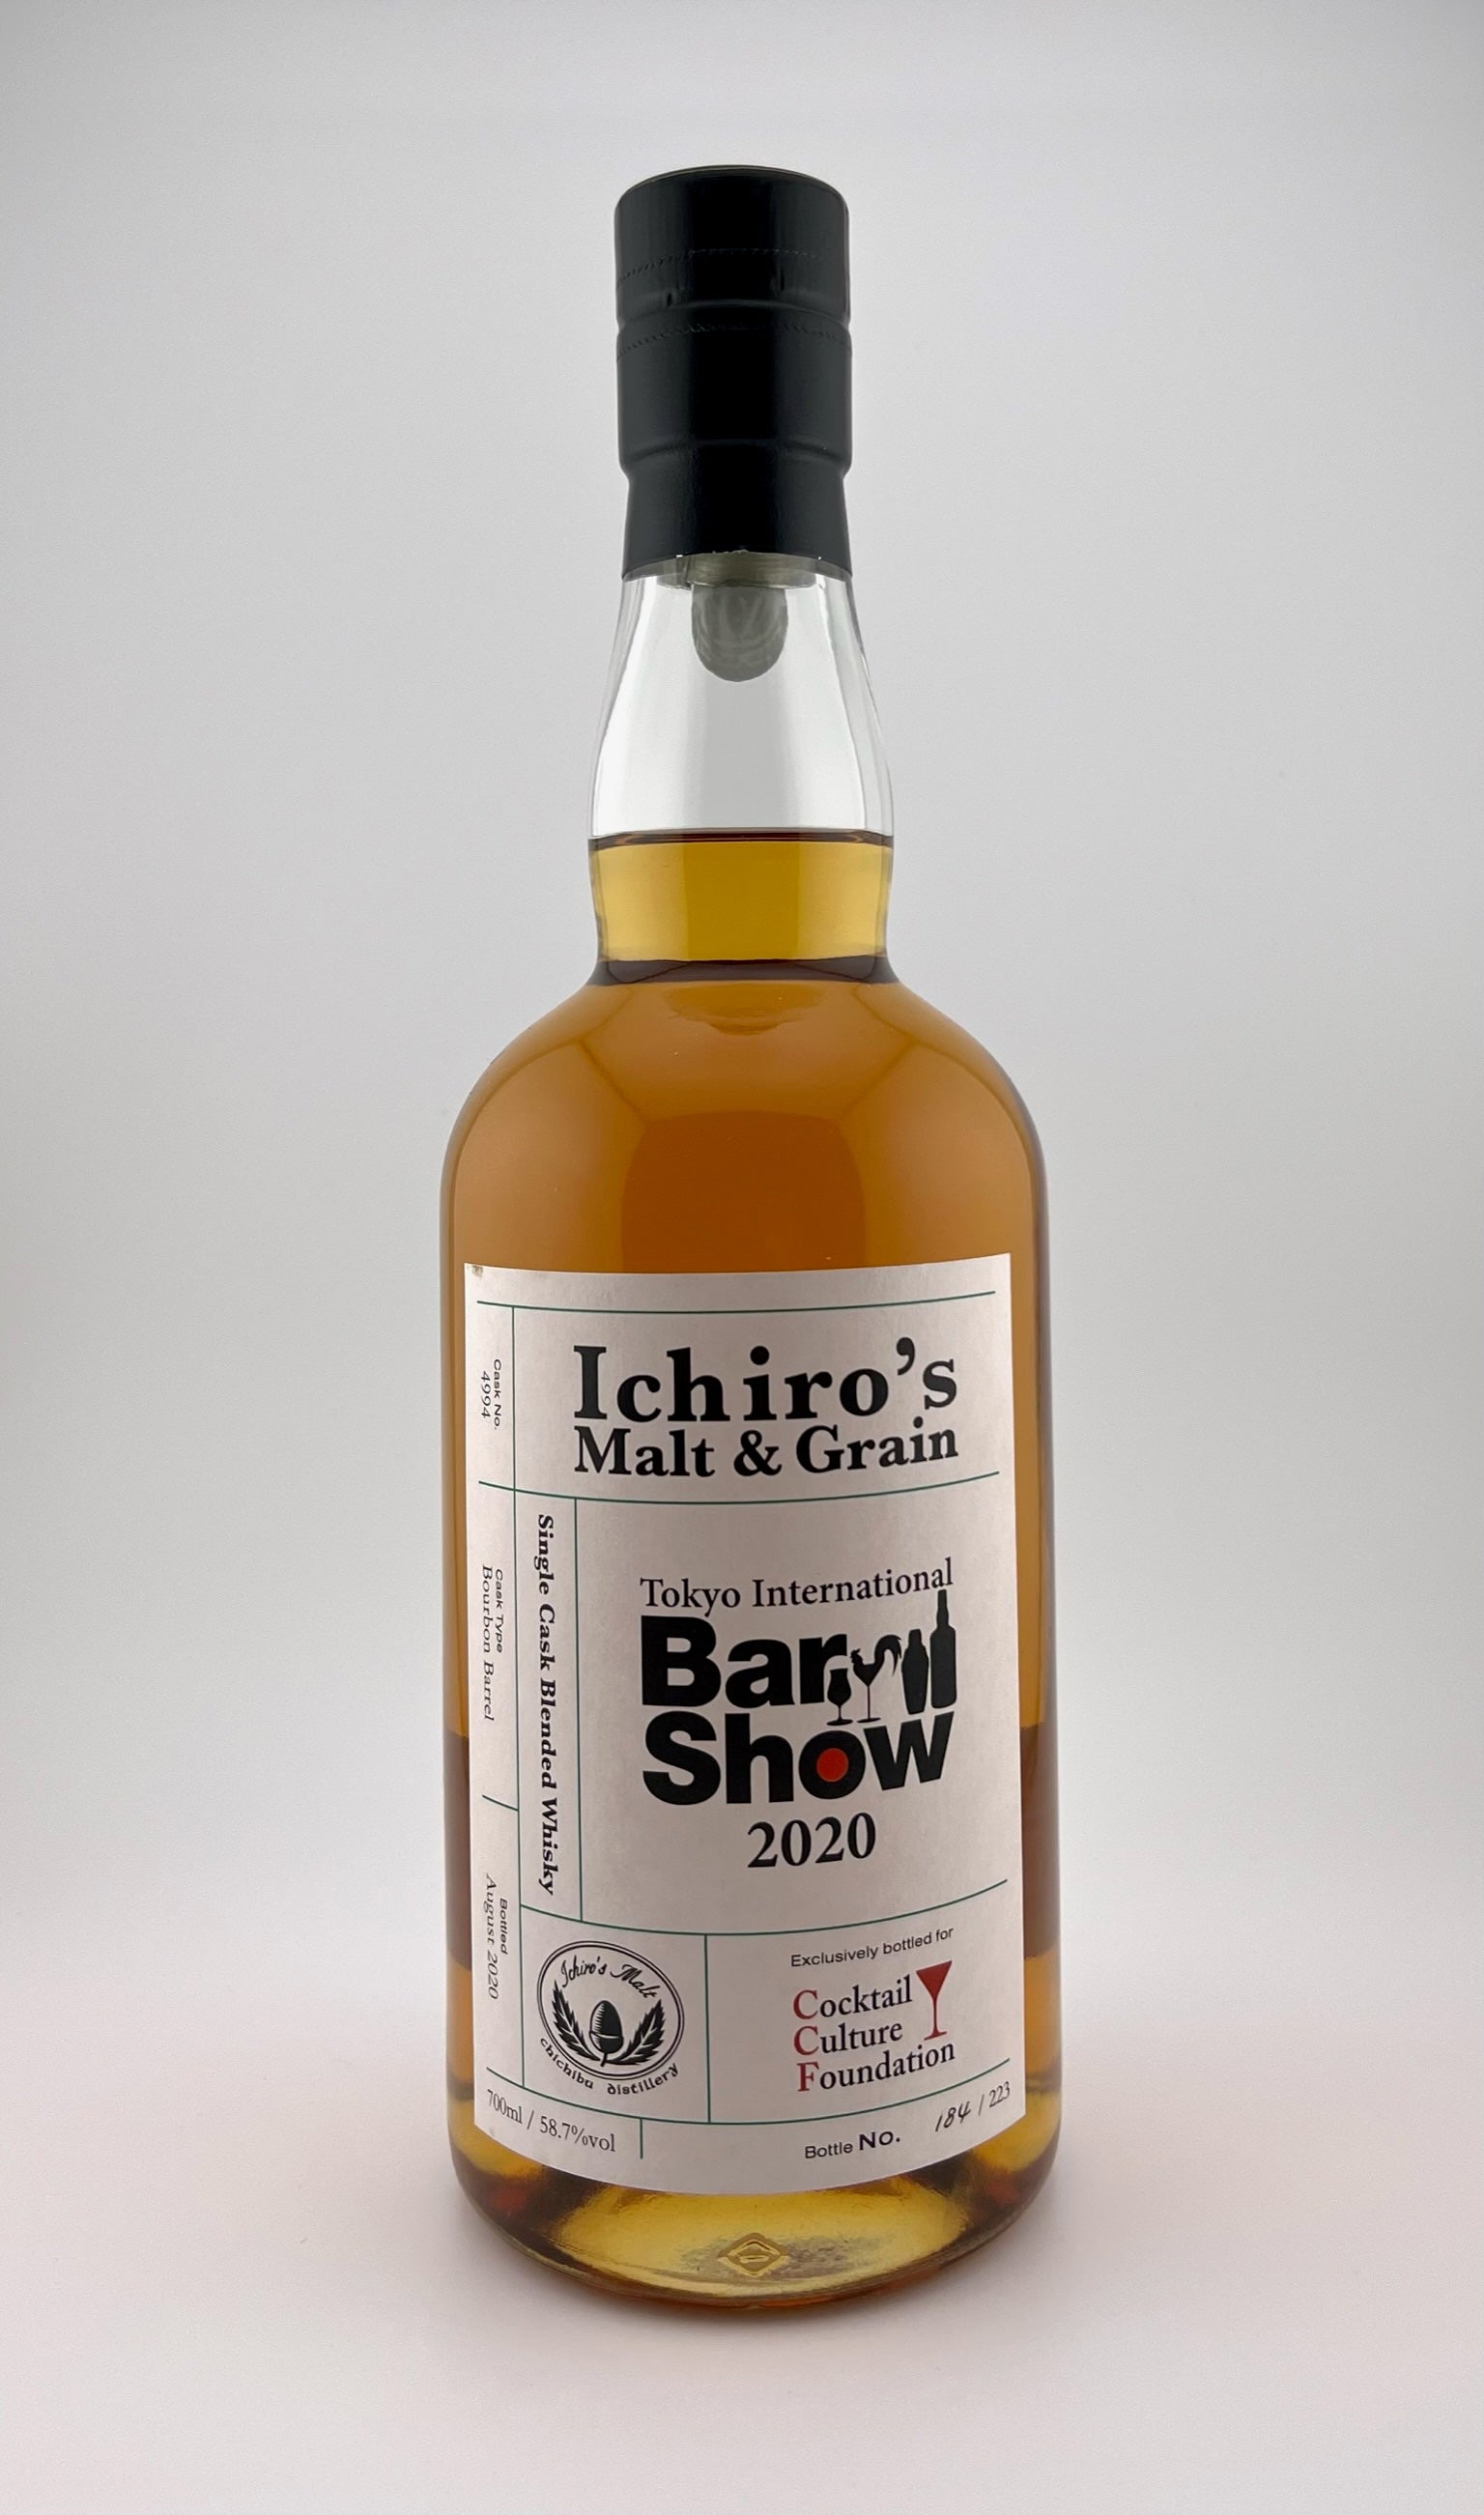 Ichiro's
Malt & Grain
Cask No.
4994
Cask Type
Bourbon Barrel
Bottled
August 2020
Single Cask Blended Whisky
Tokyo International
Bar
Show
2020
Ichiro's Malt
chichibu distillery
Exclusively bottled for
Cocktail
Culture
Foundation
700ml / 58.7%vol
Bottle No. 184 / 223